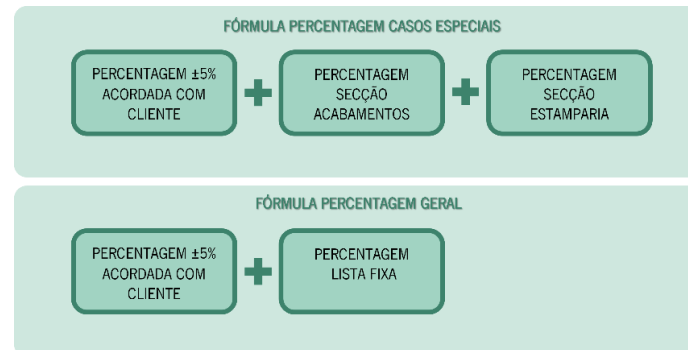 FÓRMULA PERCENTAGEM CASOS ESPECIAIS
PERCENTAGEM ±5%
ACORDADA COM
CLIENTE
+
PERCENTAGEM
SECÇÃO
ACABAMENTOS
+
PERCENTAGEM
SECÇÃO
ESTAMPARIA
FÓRMULA PERCENTAGEM GERAL
PERCENTAGEM ±5%
ACORDADA COM
CLIENTE
+
PERCENTAGEM
LISTA FIXA